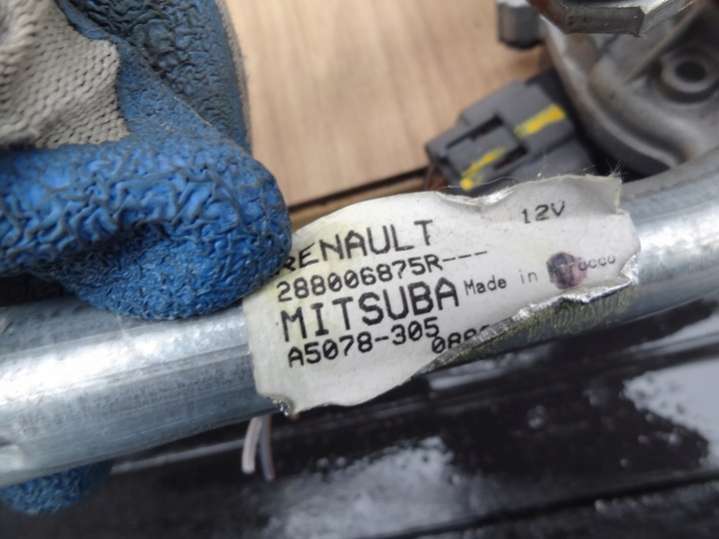 RENAULT 12V
288006875R---
MITSUBA Made in
A5078-305